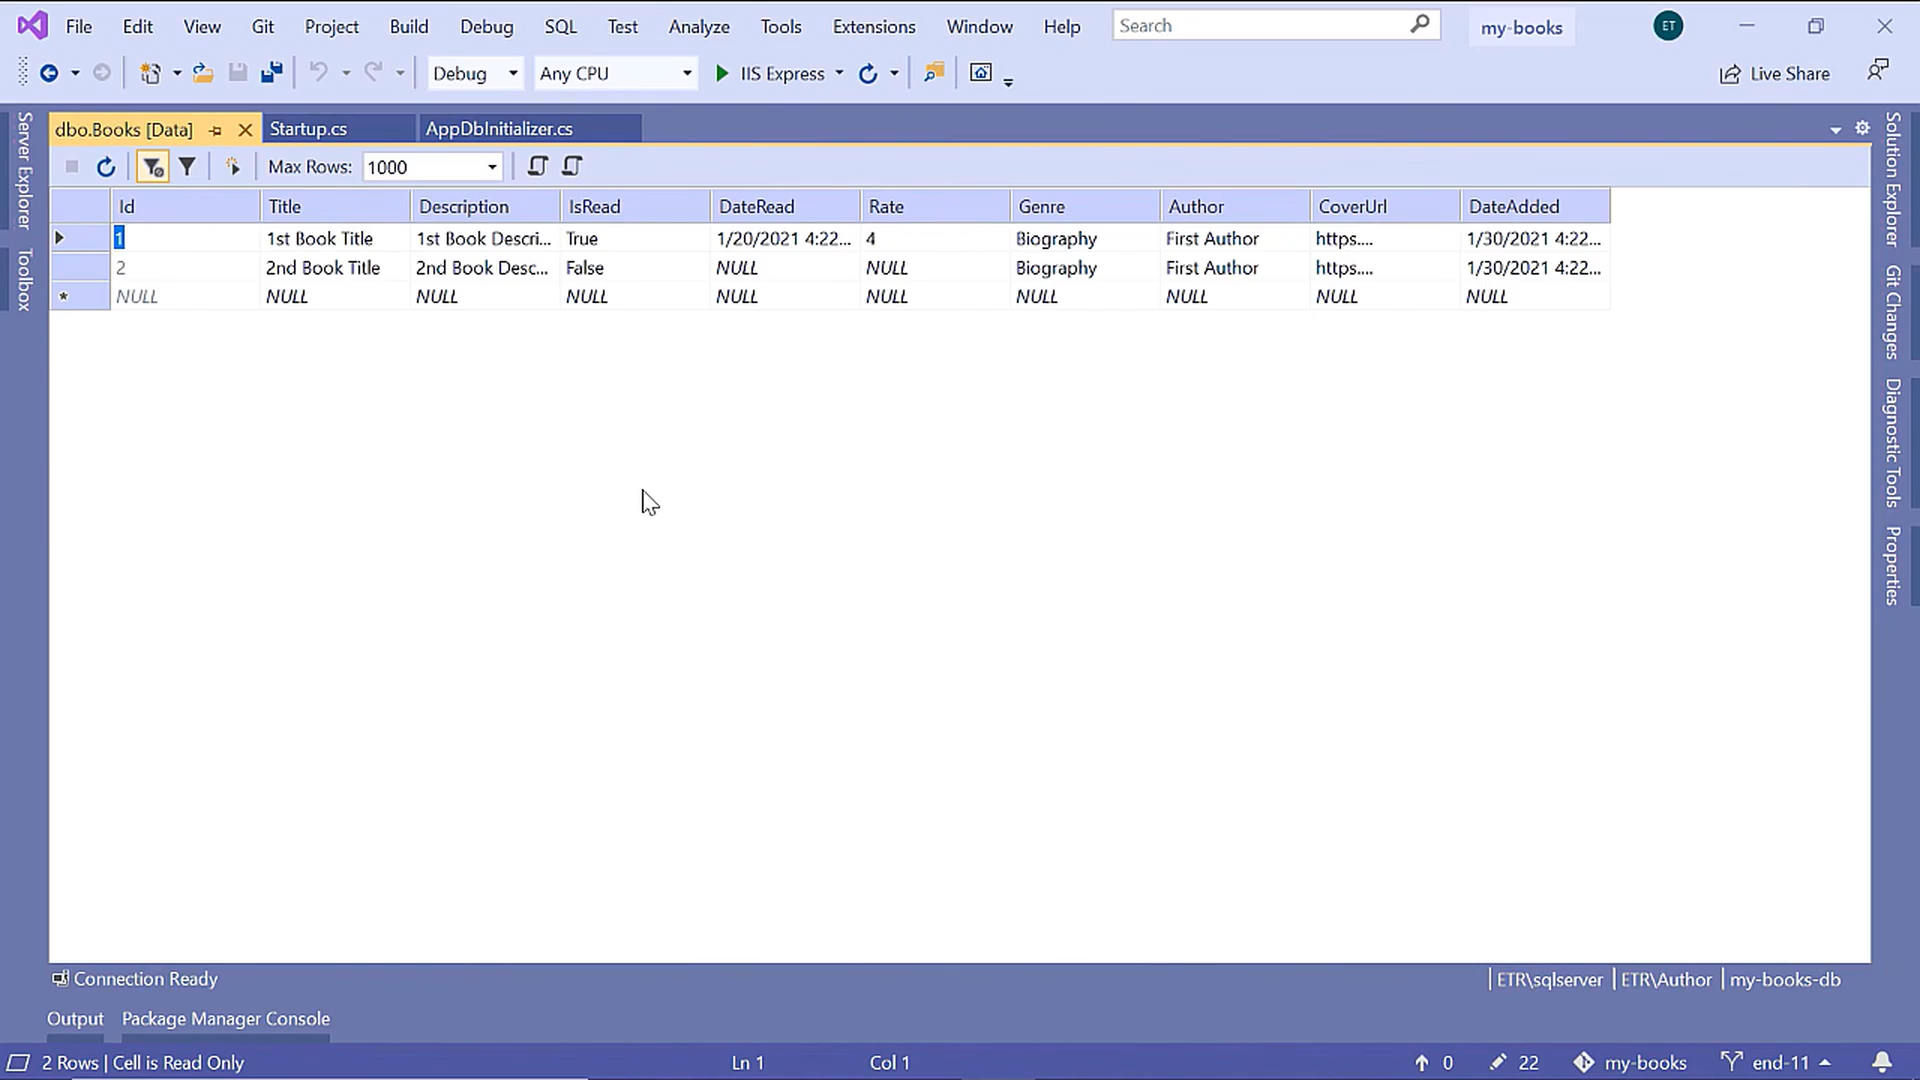 File Edit View Git Project Build Debug SQL Test Analyze Tools Extensions Window Help Search my-books ET
Debug Any CPU IIS Express Live Share
dbo.Books [Data] Startup.cs AppDbInitializer.cs
Max Rows: 1000
Id Title Description IsRead DateRead Rate Genre Author CoverUrl DateAdded
1 1st Book Title 1st Book Descri... True 1/20/2021 4:22... 4 Biography First Author https.... 1/30/2021 4:22...
2 2nd Book Title 2nd Book Desc... False NULL NULL Biography First Author https.... 1/30/2021 4:22...
NULL NULL NULL NULL NULL NULL NULL NULL NULL NULL
Server Explorer
Toolbox
Solution Explorer
Git Changes
Diagnostic Tools
Properties
Connection Ready ETR\sqlserver ETR\Author my-books-db
Output Package Manager Console
2 Rows | Cell is Read Only Ln 1 Col 1 0 22 my-books end-11